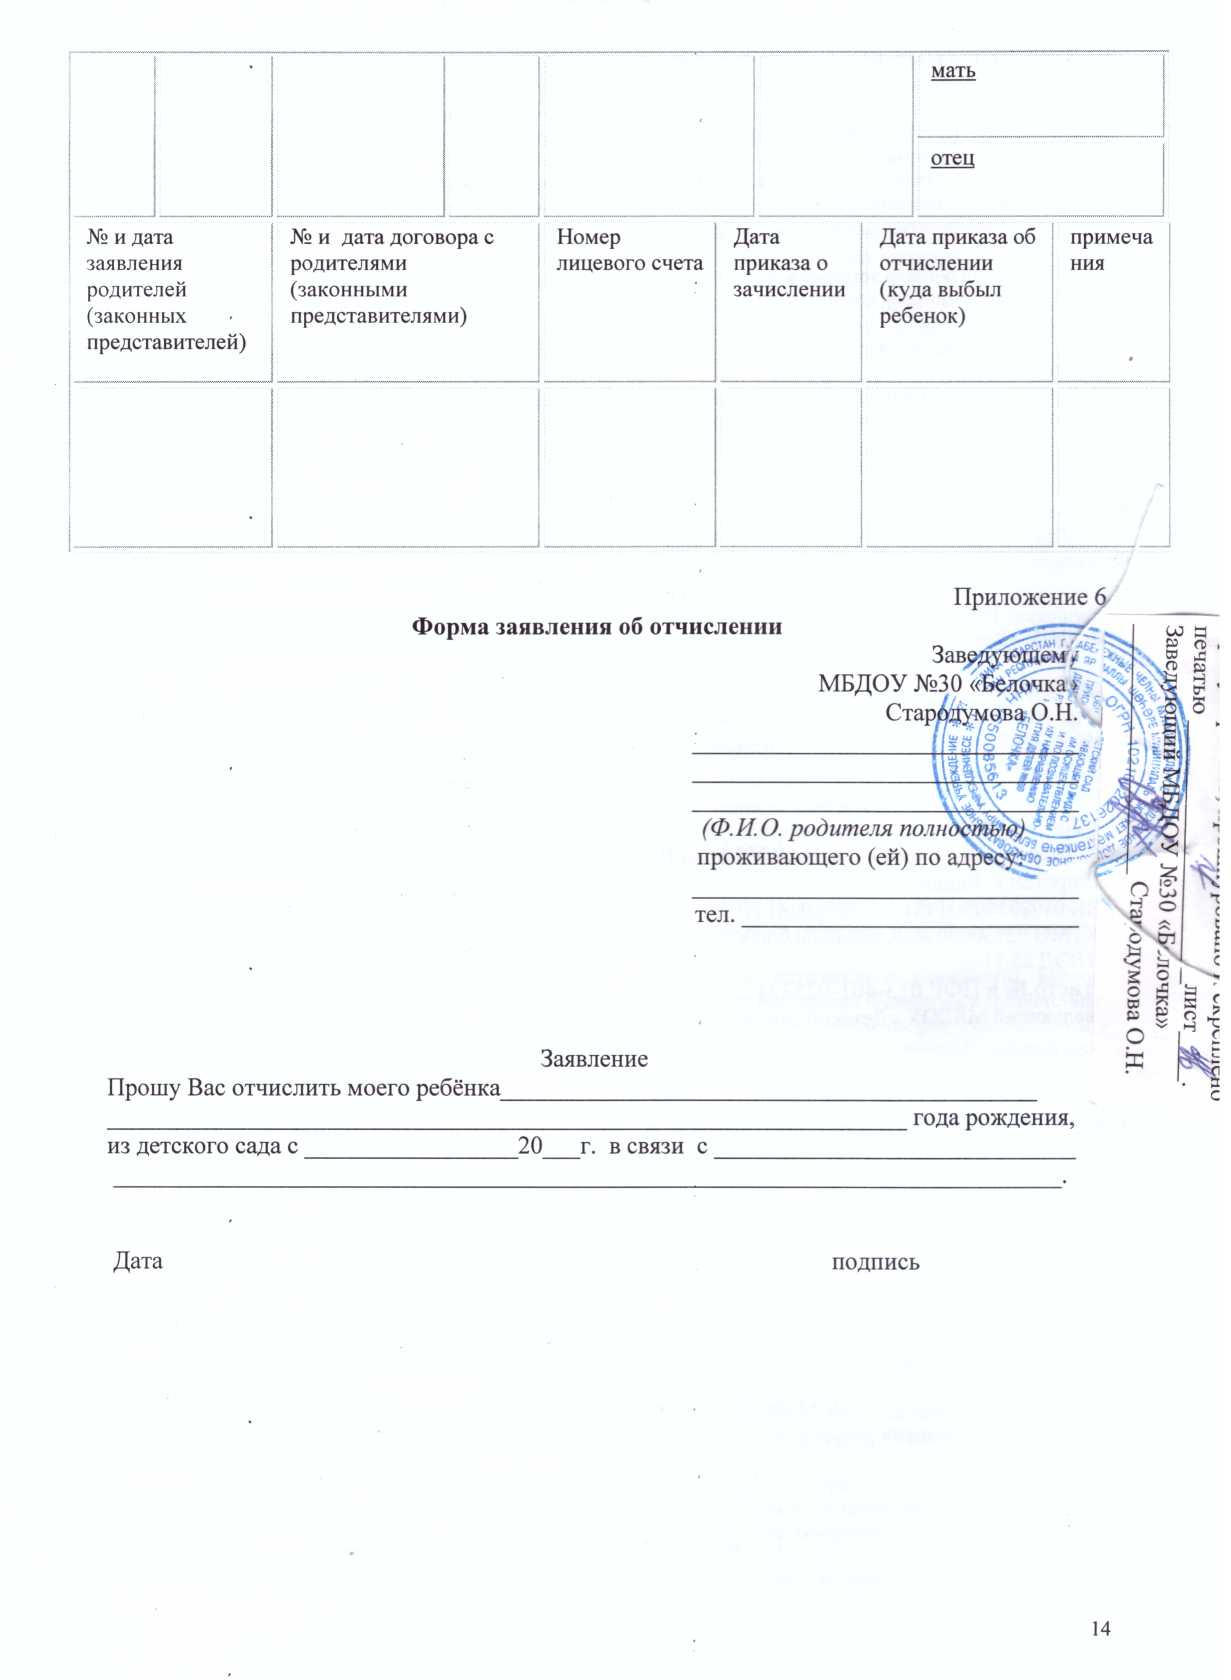 мать
отец
№ и дата
заявления
родителей
(законных
представителей)
№ и дата договора с
родителями
(законными
представителями)
Номер
лицевого счета
Дата
приказа о
зачислении
Дата приказа об
отчислении
(куда выбыл
ребенок)
примеча
ния
Приложение 6
Форма заявления об отчислении
Заведующему
МБДОУ №30 «Белочка»
Стародумова О.Н.
(Ф.И.О. родителя полностью)
проживающего (ей) по адресу:
тел.
печатью
лист
Заведующий МБДОУ №30 «Белочка»
Стародумова О.Н.
Заявление
Прошу Вас отчислить моего ребёнка
года рождения,
из детского сада с 20 г. в связи с
.
Дата подпись
14